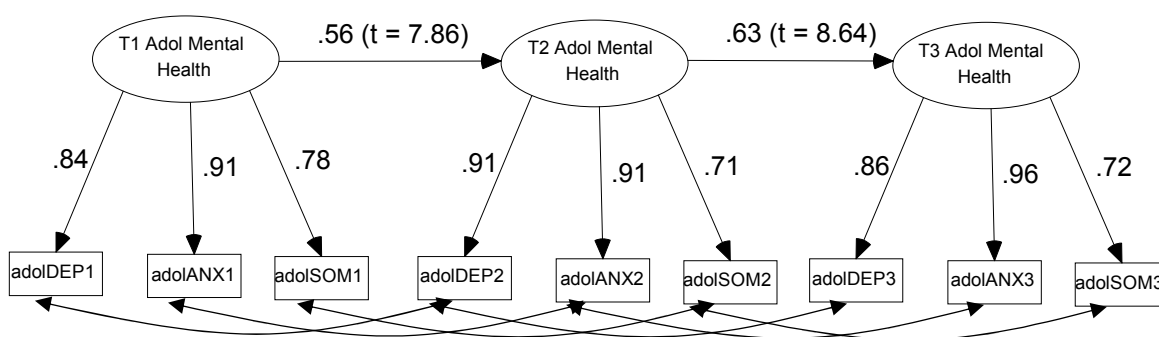 T1 Adol Mental
Health
.56 (t = 7.86)
T2 Adol Mental
Health
.63 (t = 8.64)
T3 Adol Mental
Health
.84
.91
.78
.91
.91
.71
.86
.96
.72
adolDEP1
adolANX1
adolSOM1
adolDEP2
adolANX2
adolSOM2
adolDEP3
adolANX3
adolSOM3